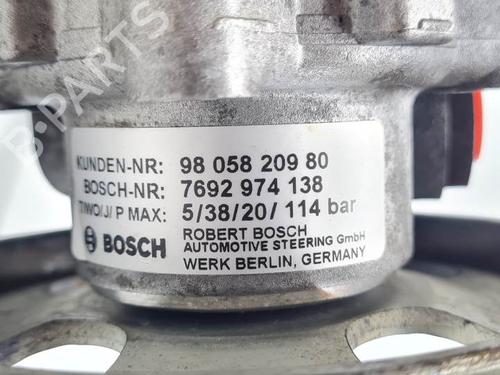 B-PARTS
KUNDEN-NR: 98 058 209 80
BOSCH-NR: 7692 974 138
TWO/J/P MAX: 5/38/20/114 bar
BOSCH
ROBERT BOSCH
AUTOMOTIVE STEERING GmbH
WERK BERLIN, GERMANY